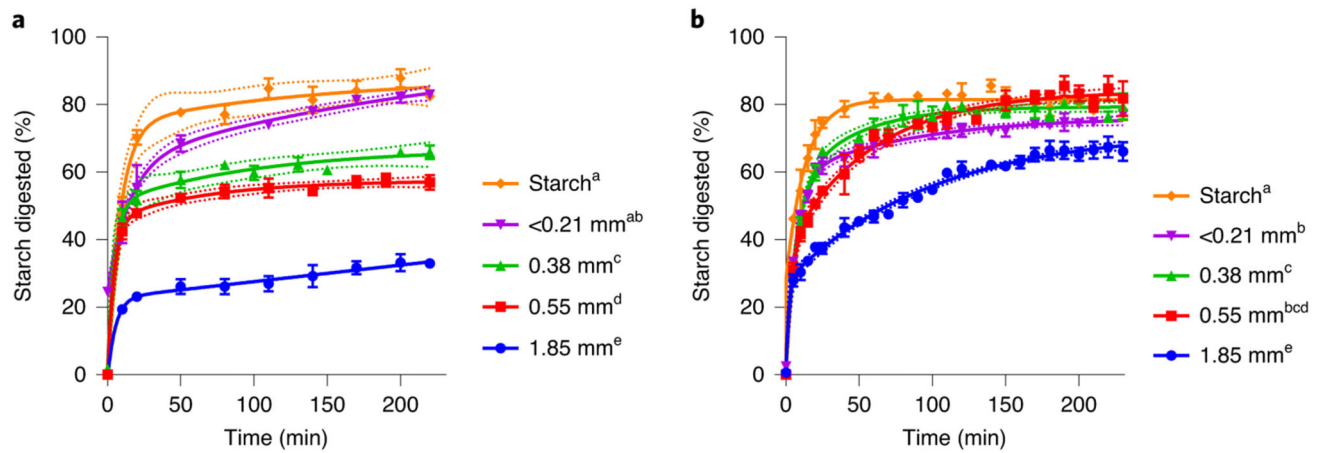 a
100
80
60
40
20
0
Starch digested (%)
0 50 100 150 200
Time (min)
Starchᵃ
<0.21 mmᵃᵇ
0.38 mmᶜ
0.55 mmᵈ
1.85 mmᵉ
b
100
80
60
40
20
0
Starch digested (%)
0 50 100 150 200
Time (min)
Starchᵃ
<0.21 mmᵇ
0.38 mmᶜ
0.55 mmᵇᶜᵈ
1.85 mmᵉ